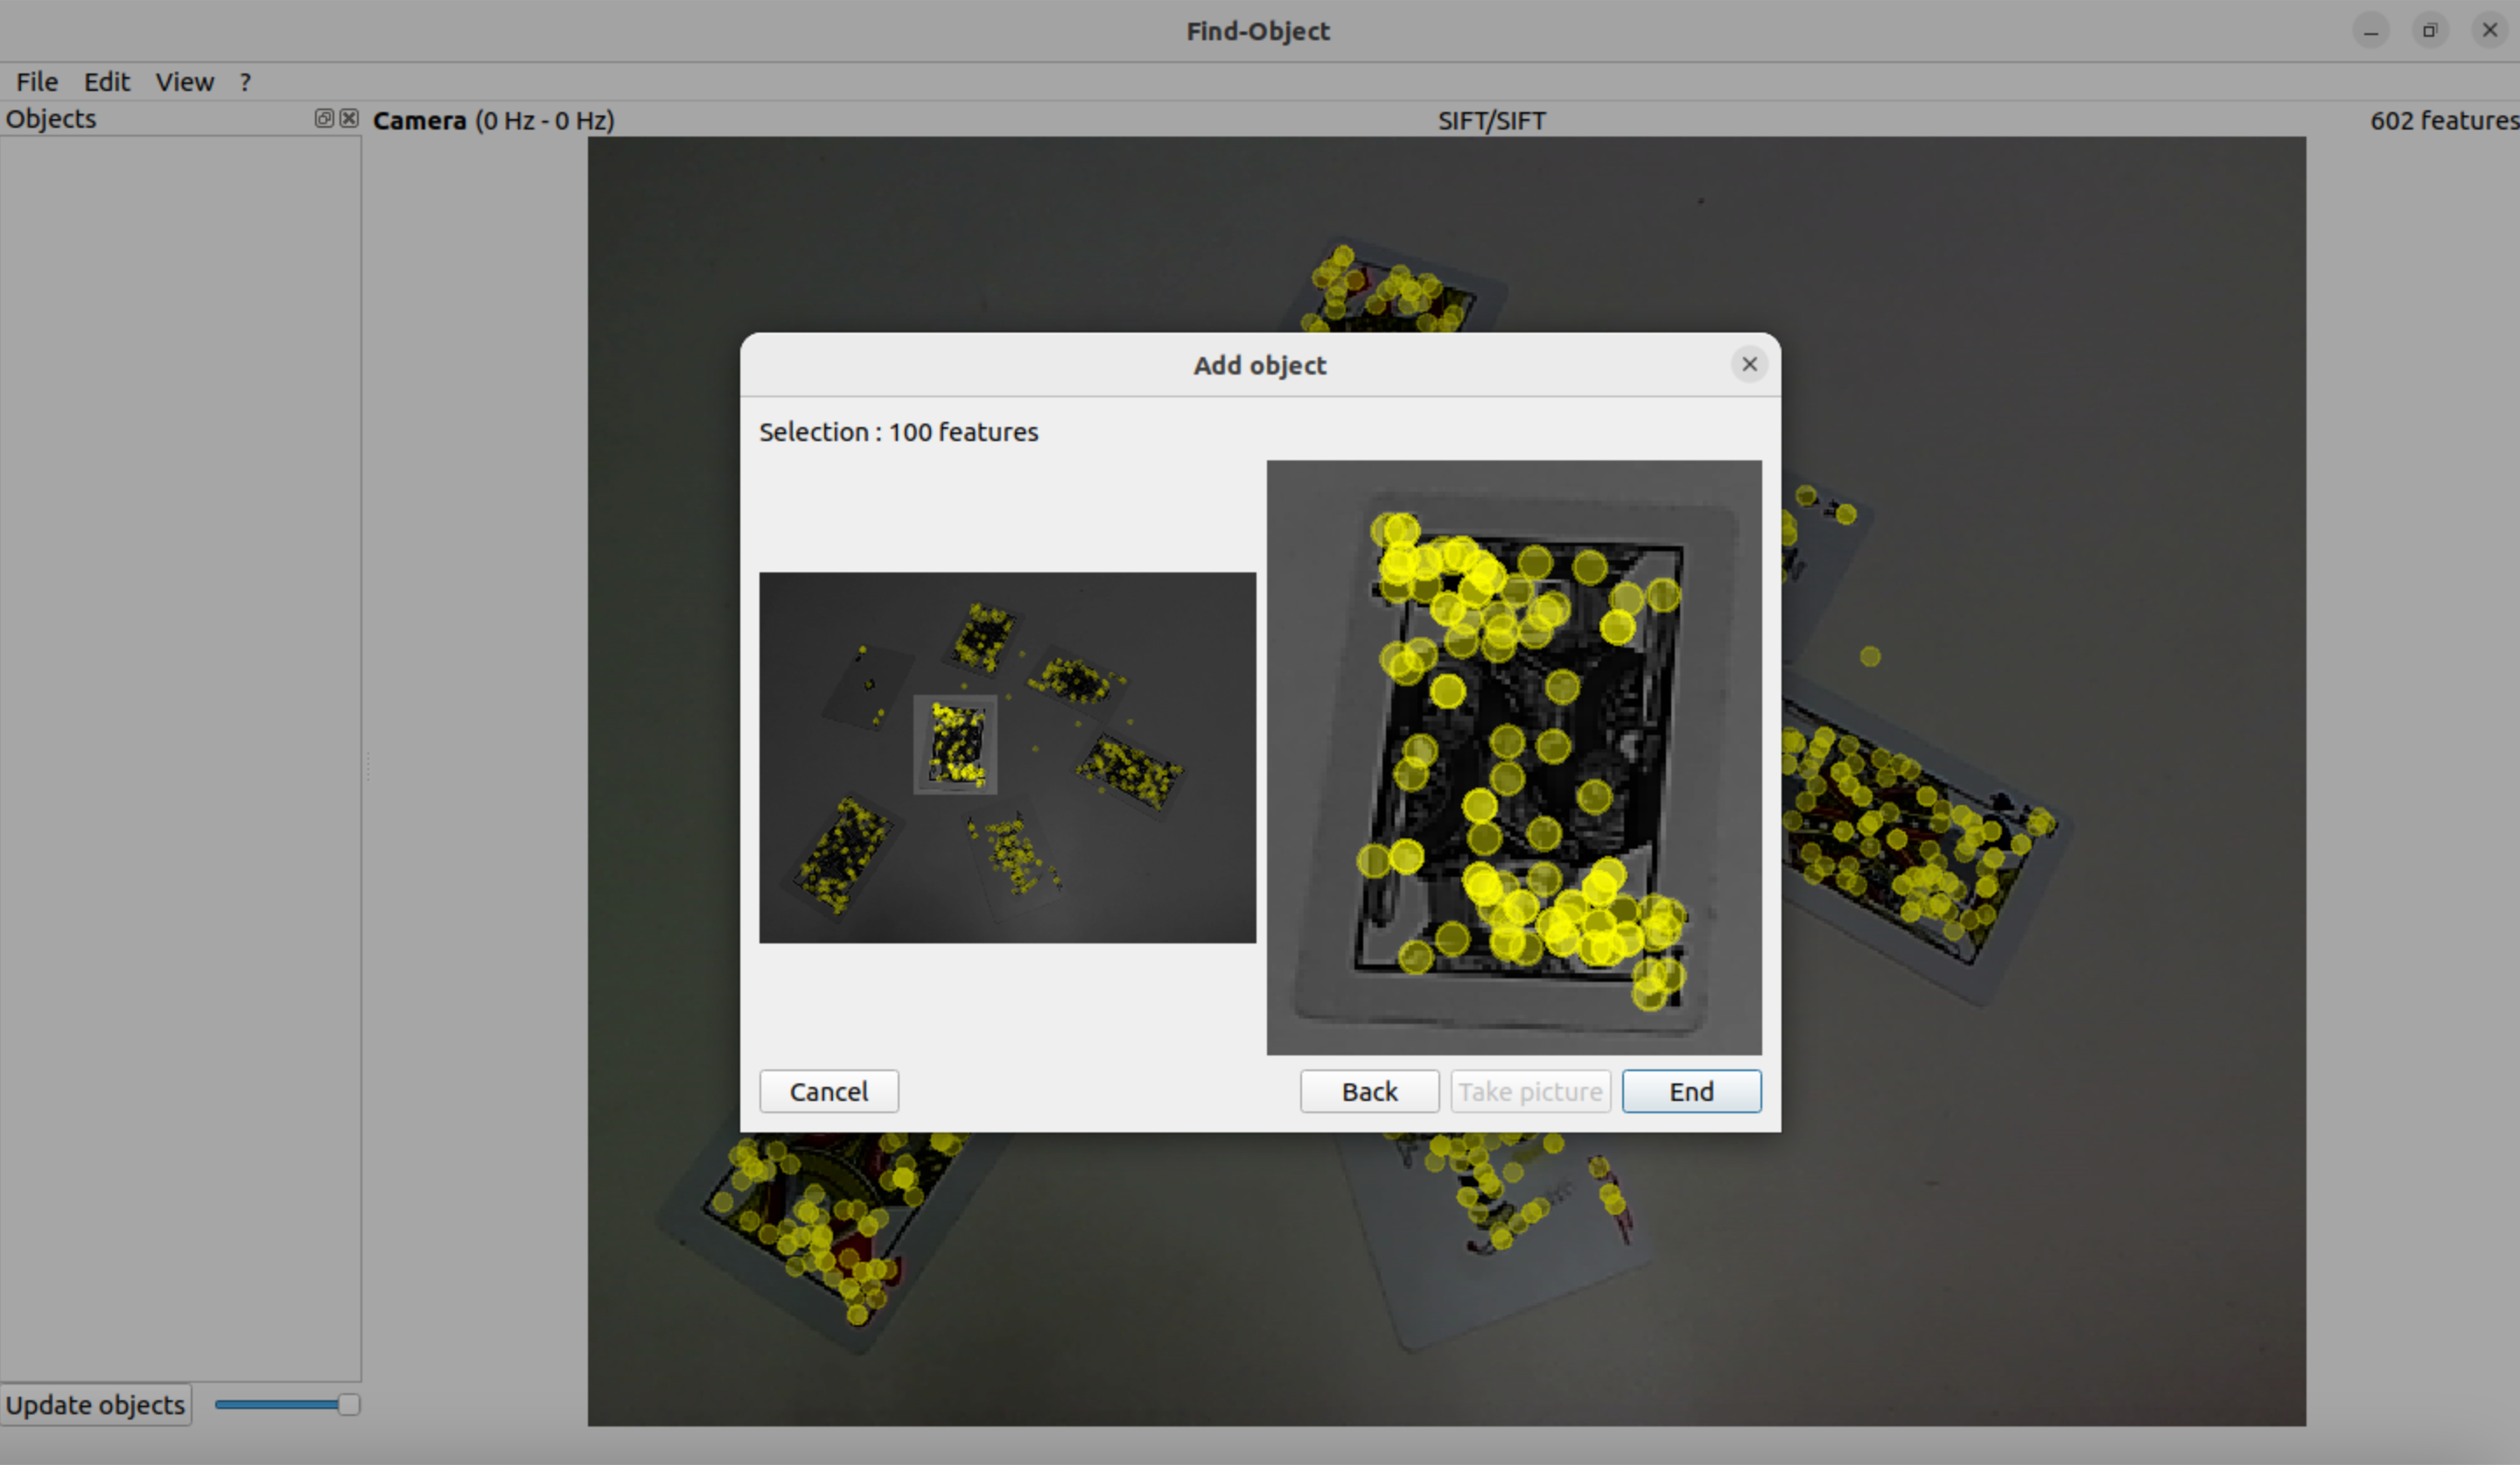 Find-Object
File Edit View ?
Objects
Camera (0 Hz - 0 Hz) SIFT/SIFT 602 features
Add object
Selection : 100 features
Cancel Back Take picture End
Update objects